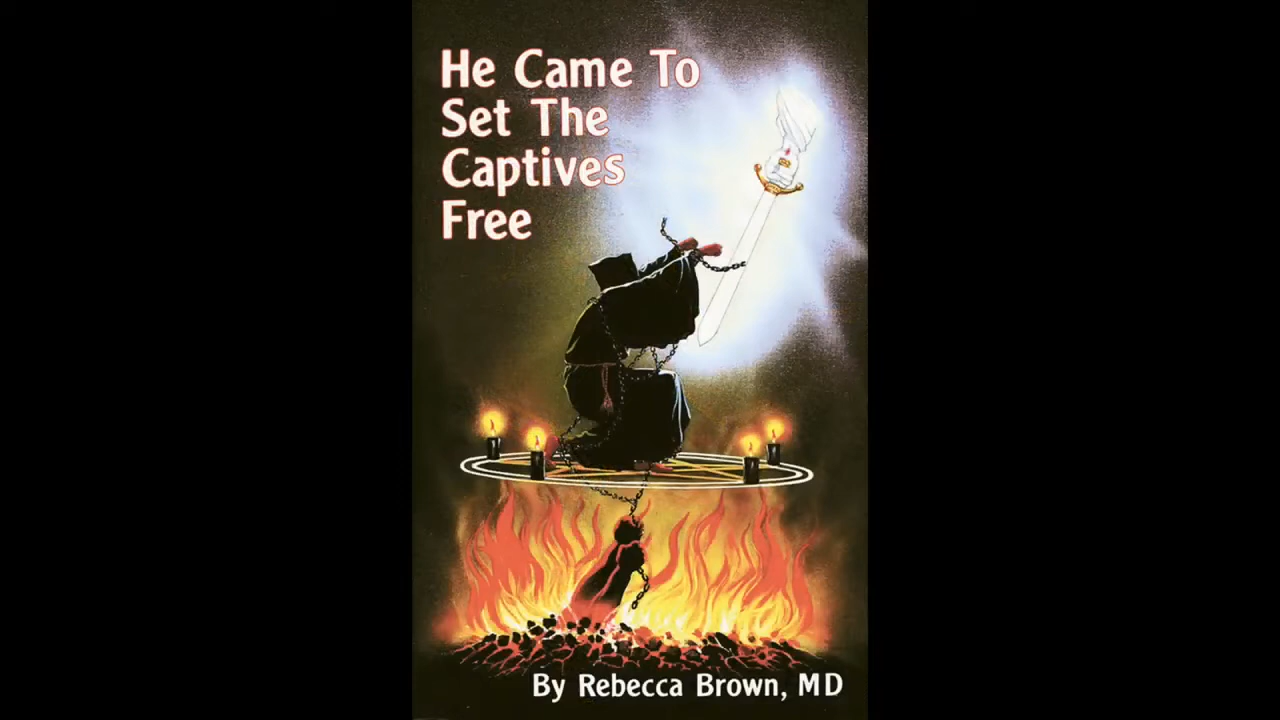 He Came To
Set The
Captives
Free
By Rebecca Brown, MD